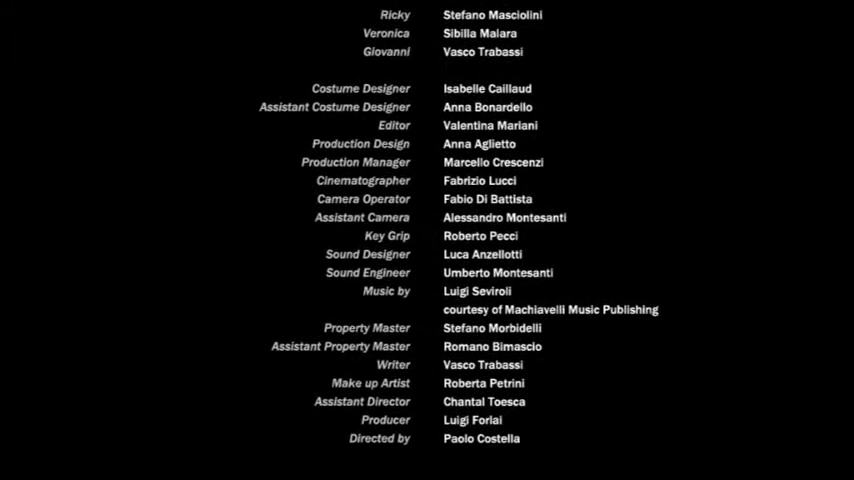 Ricky Stefano Masciolini
Veronica Sibilla Malara
Giovanni Vasco Trabassi
Costume Designer Isabelle Caillaud
Assistant Costume Designer Anna Bonardello
Editor Valentina Mariani
Production Design Anna Aglietto
Production Manager Marcello Crescenzi
Cinematographer Fabrizio Lucci
Camera Operator Fabio Di Battista
Assistant Camera Alessandro Montesanti
Key Grip Roberto Pecci
Sound Designer Luca Anzellotti
Sound Engineer Umberto Montesanti
Music by Luigi Seviroli
courtesy of Machiavelli Music Publishing
Property Master Stefano Morbidelli
Assistant Property Master Romano Bimascio
Writer Vasco Trabassi
Make up Artist Roberta Petrini
Assistant Director Chantal Toesca
Producer Luigi Forlai
Directed by Paolo Costella